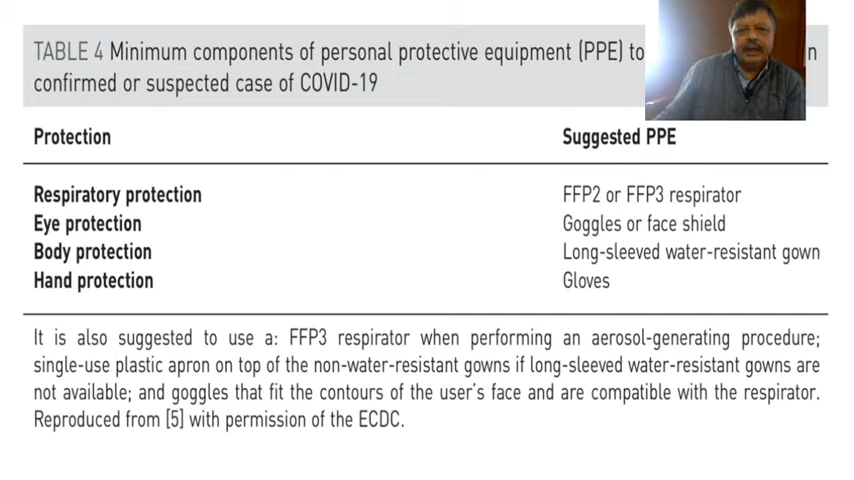 TABLE 4 Minimum components of personal protective equipment (PPE) to
confirmed or suspected case of COVID-19
Protection Suggested PPE
Respiratory protection FFP2 or FFP3 respirator
Eye protection Goggles or face shield
Body protection Long-sleeved water-resistant gown
Hand protection Gloves
It is also suggested to use a: FFP3 respirator when performing an aerosol-generating procedure;
single-use plastic apron on top of the non-water-resistant gowns if long-sleeved water-resistant gowns are
not available; and goggles that fit the contours of the user's face and are compatible with the respirator.
Reproduced from [5] with permission of the ECDC.